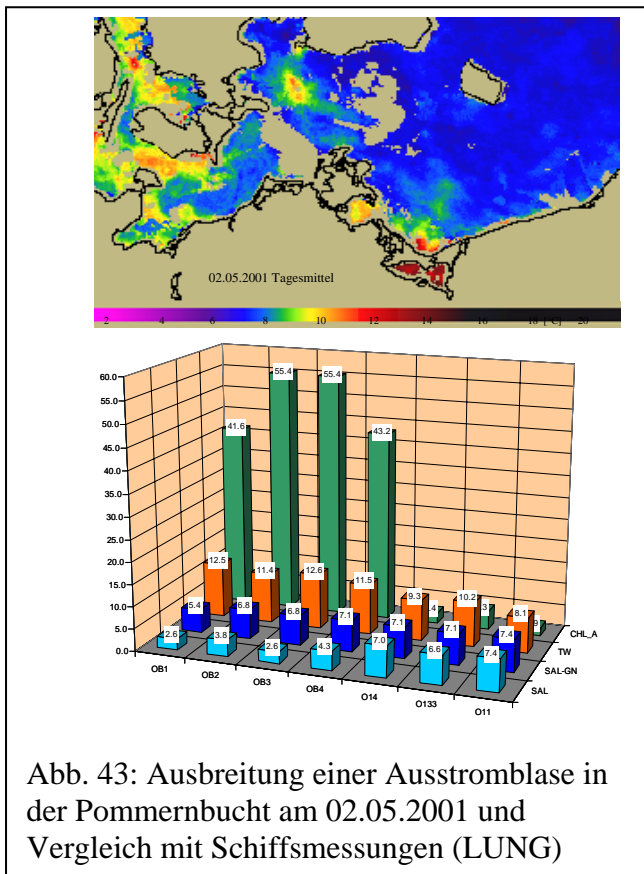 02.05.2001 Tagesmittel
2 4 6 8 10 12 14 16 18 [°C] 20
60.0
55.0
50.0
45.0
40.0
35.0
30.0
25.0
20.0
15.0
10.0
5.0
0.0
41.6 55.4 55.4 43.2
12.5 11.4 12.6 11.5 9.3 10.2 8.1
5.4 6.8 6.8 7.1 7.1 7.1 7.4
2.6 3.8 2.6 4.3 7.0 6.6 7.4
CHL_A
TW
SAL-GN
SAL
OB1 OB2 OB3 OB4 O14 O133 O11
Abb. 43: Ausbreitung einer Ausstromblase in
der Pommernbucht am 02.05.2001 und
Vergleich mit Schiffsmessungen (LUNG)